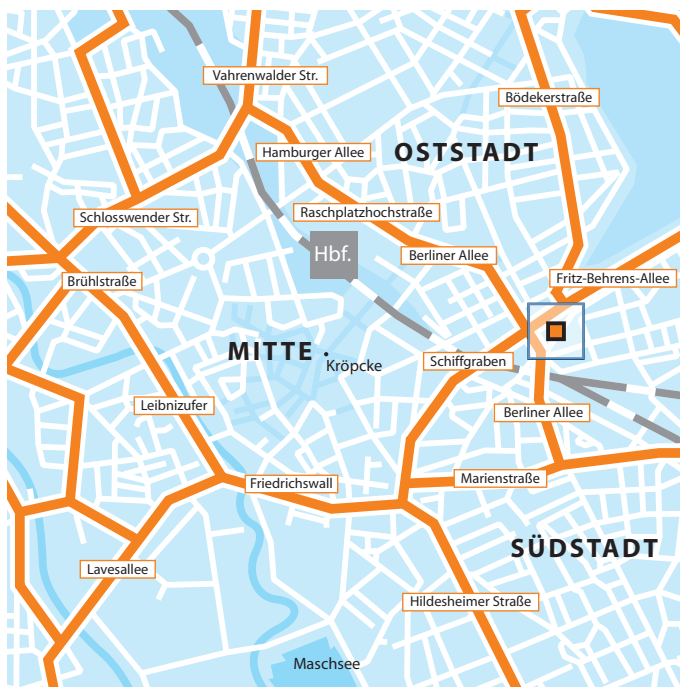 Vahrenwalder Str.
Bödekerstraße
Hamburger Allee
OSTSTADT
Raschplatzhochstraße
Schlosswender Str.
Hbf.
Berliner Allee
Fritz-Behrens-Allee
Brühlstraße
MITTE
Kröpcke
Schiffgraben
Leibnizufer
Berliner Allee
Friedrichswall
Marienstraße
SÜDSTADT
Lavesallee
Hildesheimer Straße
Maschsee